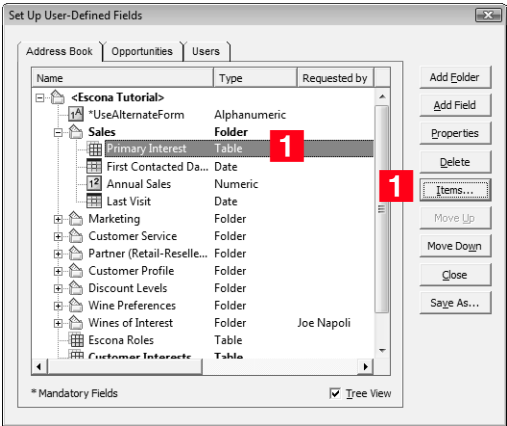 Set Up User-Defined Fields
Address Book Opportunities Users
Name Type Requested by
<Escona Tutorial>
*UseAlternateForm Alphanumeric
Sales Folder
Primary Interest Table 1
First Contacted Da... Date
12 Annual Sales Numeric
Last Visit Date
Marketing Folder
Customer Service Folder
Partner (Retail-Reselle... Folder
Customer Profile Folder
Discount Levels Folder
Wine Preferences Folder
Wines of Interest Folder Joe Napoli
Escona Roles Table
Customer Interests Table
* Mandatory Fields Tree View
Add Folder
Add Field
Properties
Delete
1 Items...
Move Up
Move Down
Close
Save As...